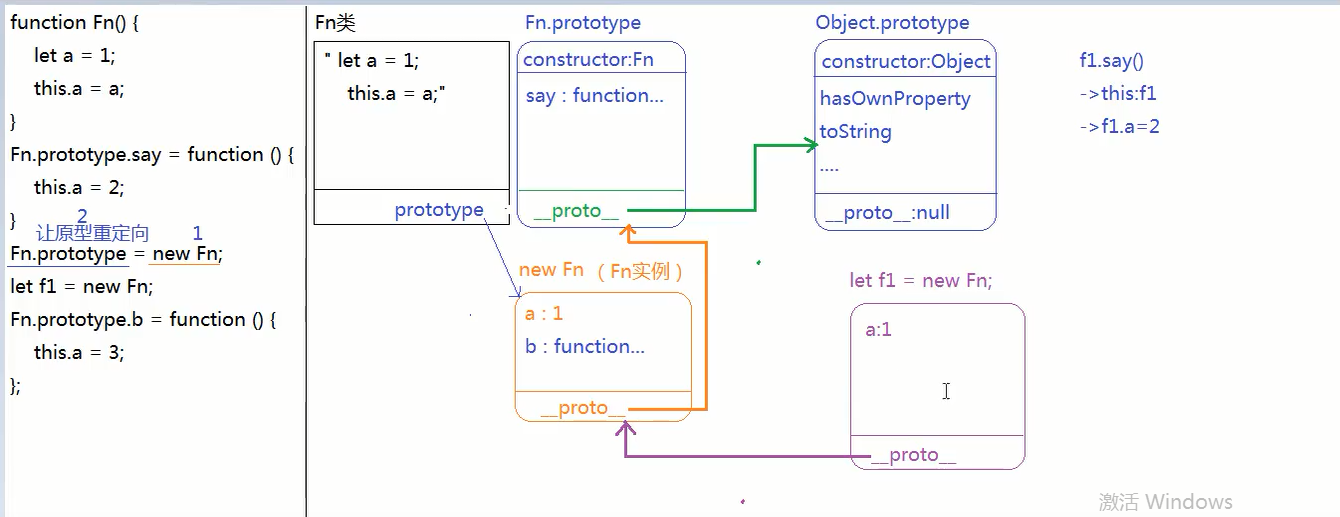 function Fn() {
let a = 1;
this.a = a;
}
Fn.prototype.say = function () {
this.a = 2;
}
2
让原型重定向 1
Fn.prototype = new Fn;
let f1 = new Fn;
Fn.prototype.b = function () {
this.a = 3;
};
Fn类
" let a = 1;
this.a = a;"
prototype
Fn.prototype
constructor:Fn
say : function...
__proto__
new Fn （Fn实例）
a : 1
b : function...
__proto__
Object.prototype
constructor:Object
hasOwnProperty
toString
....
__proto__:null
let f1 = new Fn;
a:1
__proto__
f1.say()
->this:f1
->f1.a=2
激活 Windows